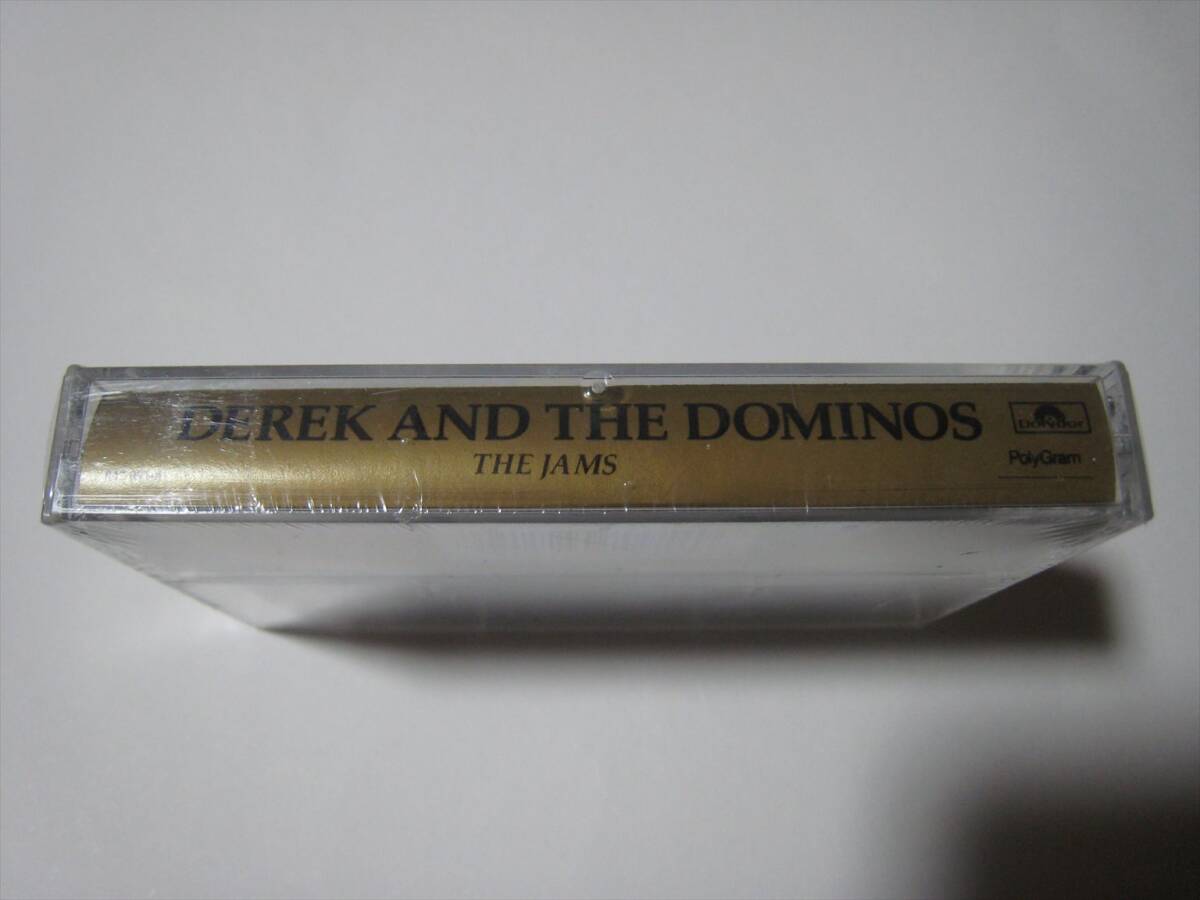 DEREK AND THE DOMINOS
THE JAMS
Polydor
PolyGram